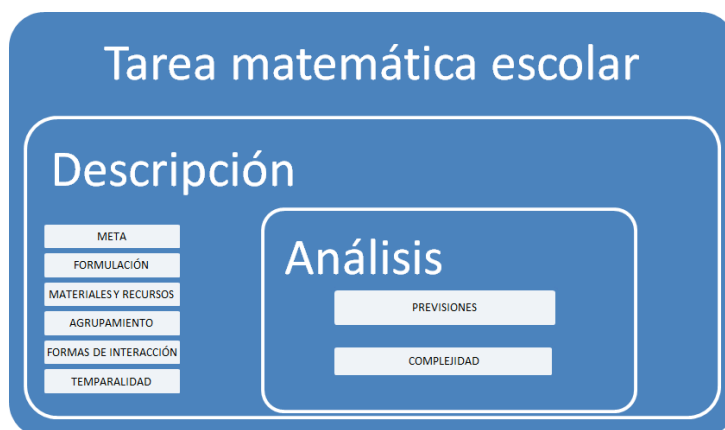 Tarea matemática escolar
Descripción
META
FORMULACIÓN
MATERIALES Y RECURSOS
AGRUPAMIENTO
FORMAS DE INTERACCIÓN
TEMPARALIDAD
Análisis
PREVISIONES
COMPLEJIDAD